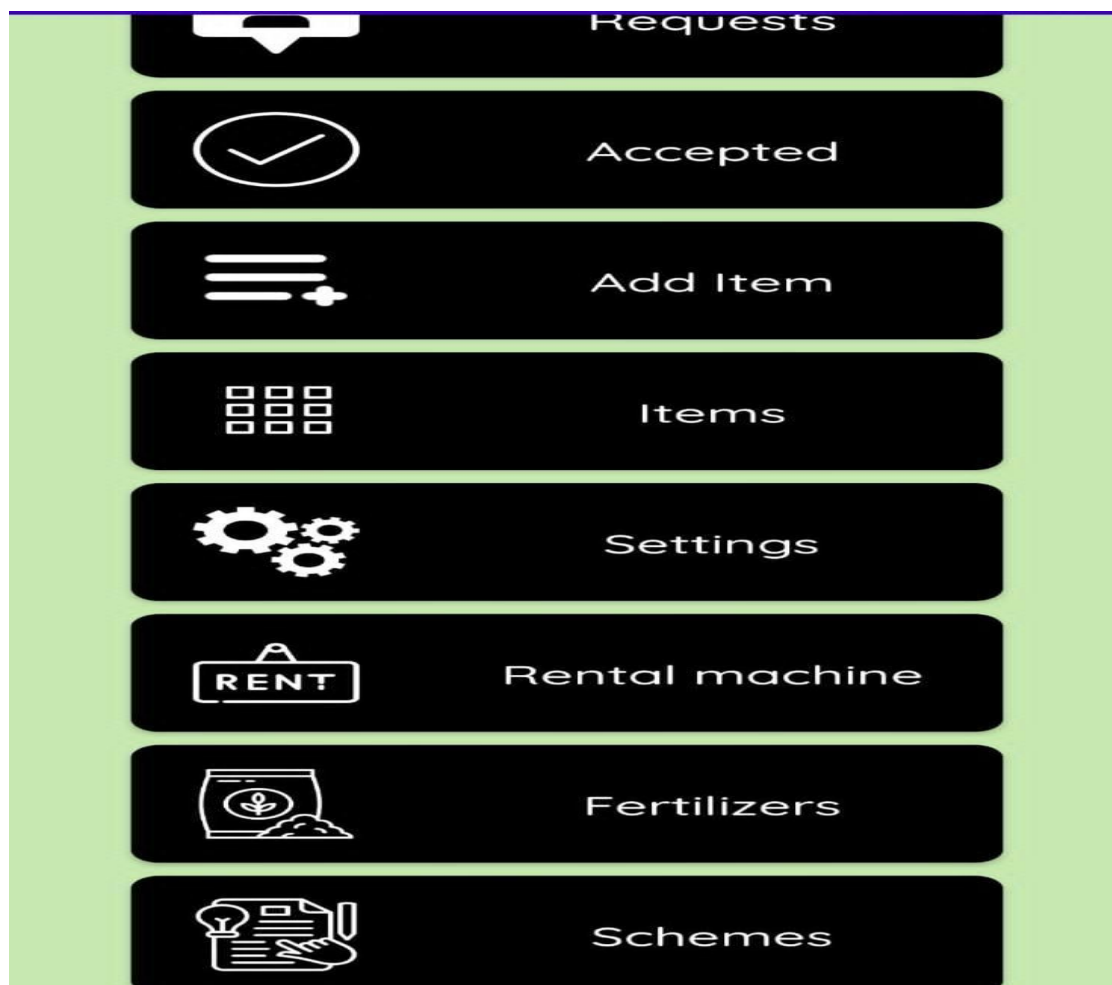 Requests
Accepted
Add Item
Items
Settings
RENT
Rental machine
Fertilizers
Schemes